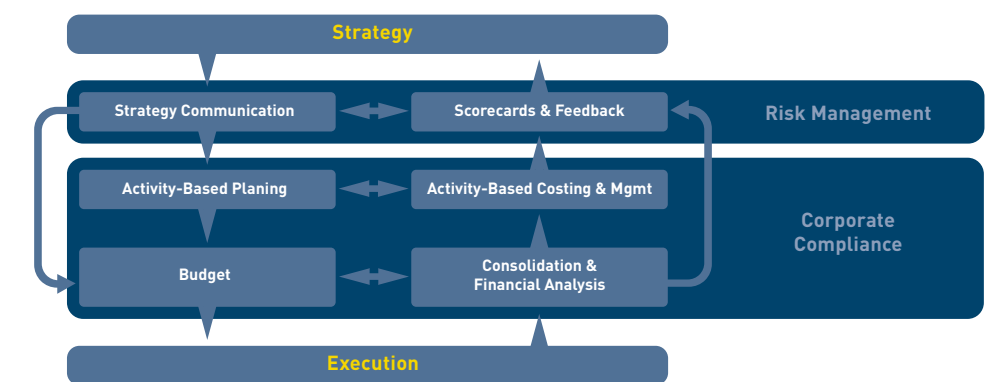 Strategy
Strategy Communication
Scorecards & Feedback
Risk Management
Activity-Based Planing
Activity-Based Costing & Mgmt
Corporate
Compliance
Budget
Consolidation &
Financial Analysis
Execution